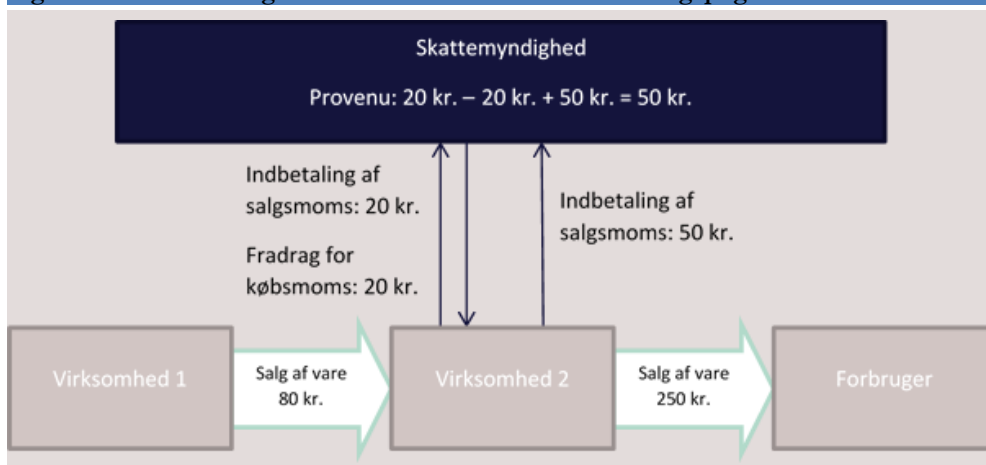 Skattemyndighed
Provenu: 20 kr. – 20 kr. + 50 kr. = 50 kr.
Indbetaling af
salgsmoms: 20 kr.
Fradrag for
købsmoms: 20 kr.
Indbetaling af
salgsmoms: 50 kr.
Virksomhed 1
Salg af vare
80 kr.
Virksomhed 2
Salg af vare
250 kr.
Forbruger